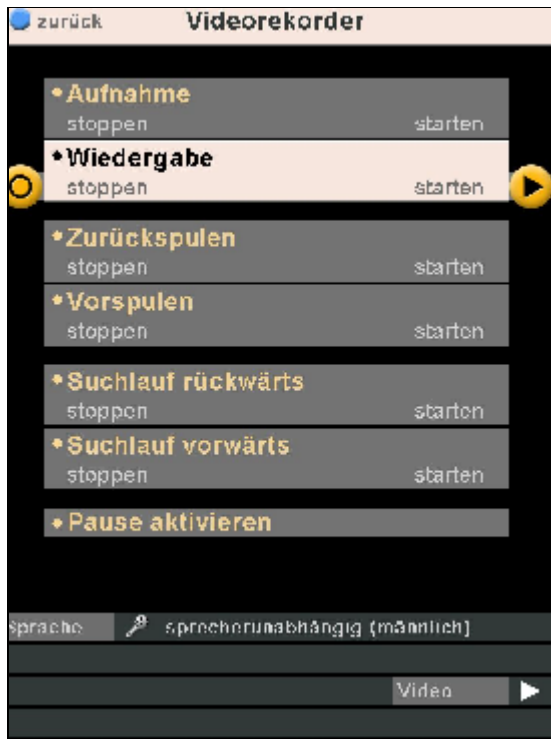 zurück Videorekorder
•Aufnahme
stoppen starten
•Wiedergabe
stoppen starten
•Zurückspulen
stoppen starten
•Vorspulen
stoppen starten
•Suchlauf rückwärts
stoppen starten
•Suchlauf vorwärts
stoppen starten
•Pause aktivieren
Sprache sprecherunabhängig (männlich)
Video